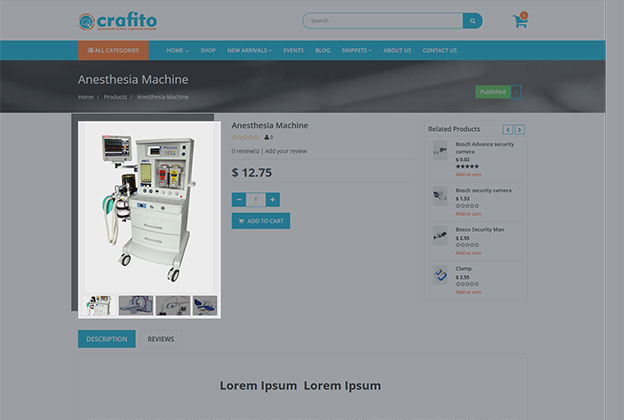 crafito
Search
ALL CATEGORIES
HOME
SHOP
NEW ARRIVALS
EVENTS
BLOG
SNIPPETS
ABOUT US
CONTACT US
Anesthesia Machine
Home / Products / Anesthesia Machine
Published
Anesthesia Machine
0
0 review(s) | Add your review
$ 12.75
- 1 +
ADD TO CART
Related Products
Bosch Advance security
camera
$ 0.03
Add to cart
Bosch security camera
$ 1.53
Add to cart
Bosco Security Man
$ 2.55
Add to cart
Clamp
$ 2.55
Add to cart
DESCRIPTION
REVIEWS
Lorem Ipsum Lorem Ipsum